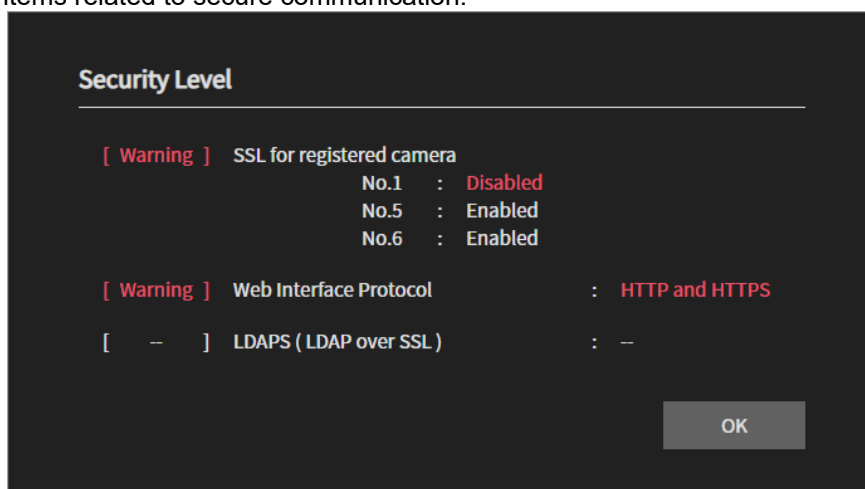 items related to secure communication.
Security Level
[ Warning ] SSL for registered camera
No.1 : Disabled
No.5 : Enabled
No.6 : Enabled
[ Warning ] Web Interface Protocol : HTTP and HTTPS
[ -- ] LDAPS ( LDAP over SSL ) : --
OK